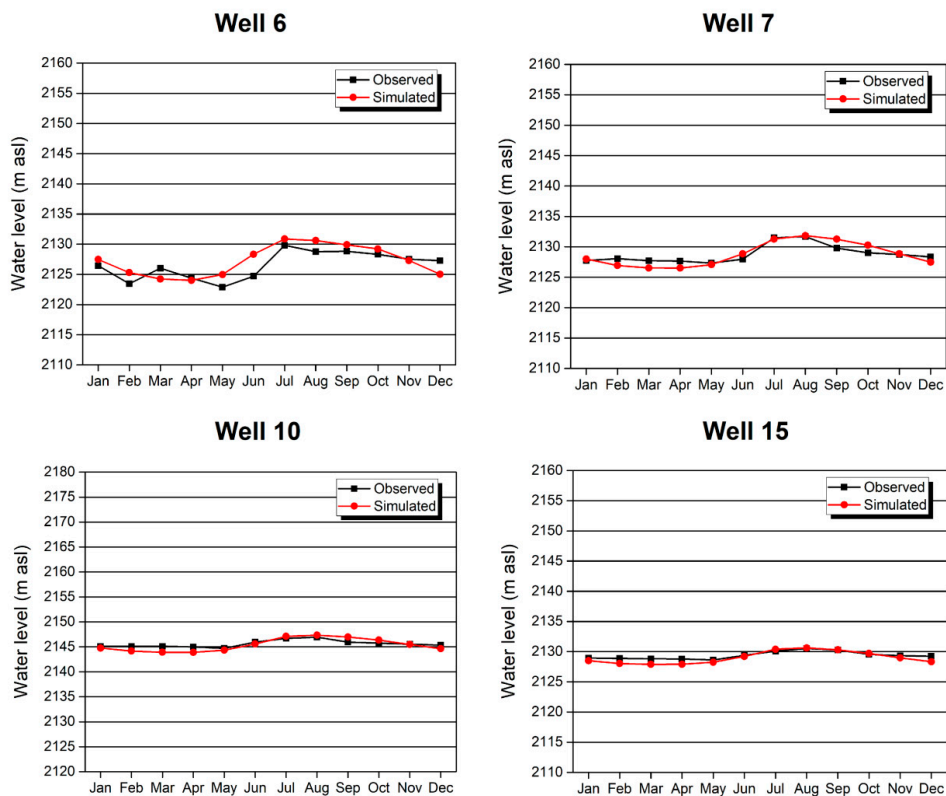 Well 6
Observed
Simulated
Water level (m asl)
2160
2155
2150
2145
2140
2135
2130
2125
2120
2115
2110
Jan Feb Mar Apr May Jun Jul Aug Sep Oct Nov Dec
Well 7
Observed
Simulated
Water level (m asl)
2160
2155
2150
2145
2140
2135
2130
2125
2120
2115
2110
Jan Feb Mar Apr May Jun Jul Aug Sep Oct Nov Dec
Well 10
Observed
Simulated
Water level (m asl)
2180
2175
2170
2165
2160
2155
2150
2145
2140
2135
2130
2125
2120
Jan Feb Mar Apr May Jun Jul Aug Sep Oct Nov Dec
Well 15
Observed
Simulated
Water level (m asl)
2160
2155
2150
2145
2140
2135
2130
2125
2120
2115
2110
Jan Feb Mar Apr May Jun Jul Aug Sep Oct Nov Dec